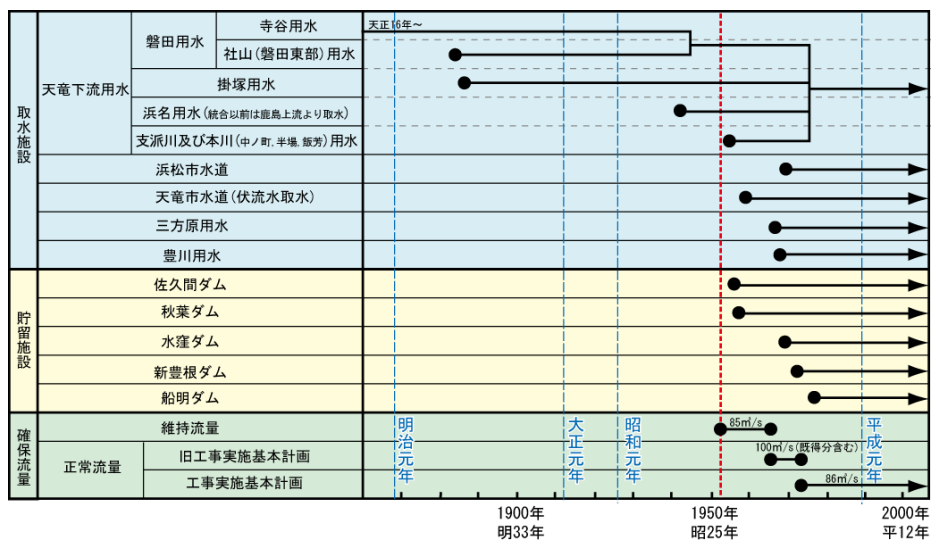 取水施設
天竜下流用水
磐田用水
寺谷用水
天正16年～
社山(磐田東部)用水
掛塚用水
浜名用水(統合以前は鹿島上流より取水)
支派川及び本川(中ノ町, 半場, 飯芳)用水
浜松市水道
天竜市水道(伏流水取水)
三方原用水
豊川用水
貯留施設
佐久間ダム
秋葉ダム
水窪ダム
新豊根ダム
船明ダム
確保流量
維持流量
85㎥/s
正常流量
旧工事実施基本計画
100㎥/s(既得分含む)
工事実施基本計画
86㎥/s
明治元年
大正元年
昭和元年
平成元年
1900年
明33年
1950年
昭25年
2000年
平12年